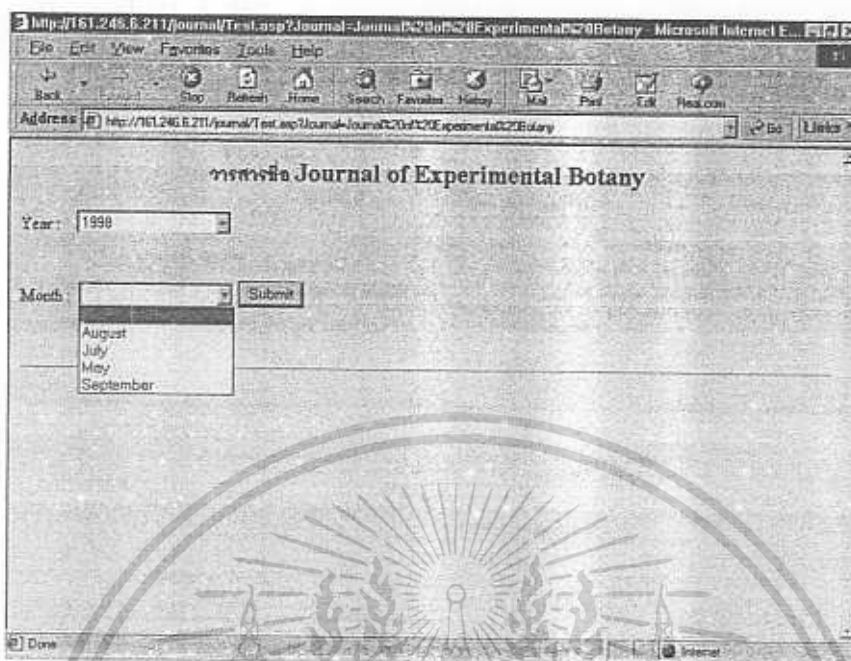 http://161.246.6.211/journal/Test.asp?Journal=Journal%20of%20Experimental%20Botany - Microsoft Internet E...
File Edit View Favorites Tools Help
Back Forward Stop Refresh Home Search Favorites History Mail Print Edit Real.com
Address http://161.246.6.211/journal/Test.asp?Journal=Journal%20of%20Experimental%20Botany Go Links
วารสารชื่อ Journal of Experimental Botany
Year : 1998
Month : Submit
August
July
May
September
Done Internet